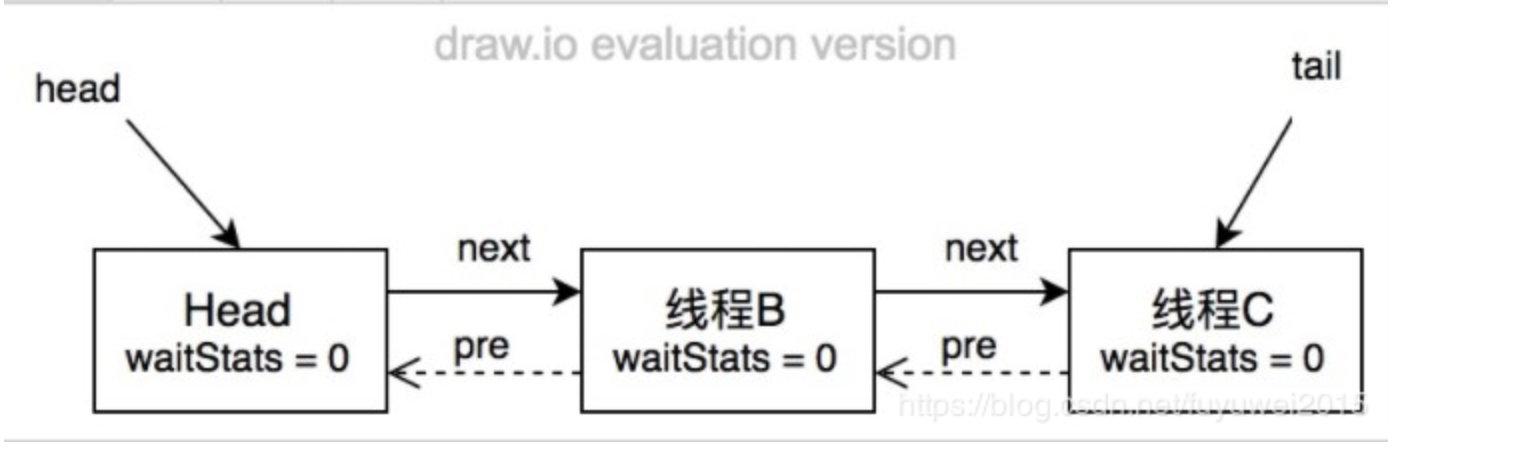 draw.io evaluation version
head
tail
next
next
Head
waitStats = 0
线程B
waitStats = 0
线程C
waitStats = 0
pre
pre
https://blog.csdn.net/fuyuwei2015